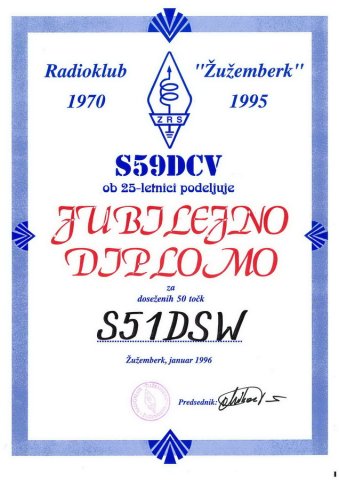 Radioklub "Žužemberk"
1970 1995
ZRS
S59DCV
ob 25-letnici podeljuje
JUBILEJNO
DIPLOMO
za
doseženih 50 točk
S51DSW
Žužemberk, januar 1996
Predsednik: